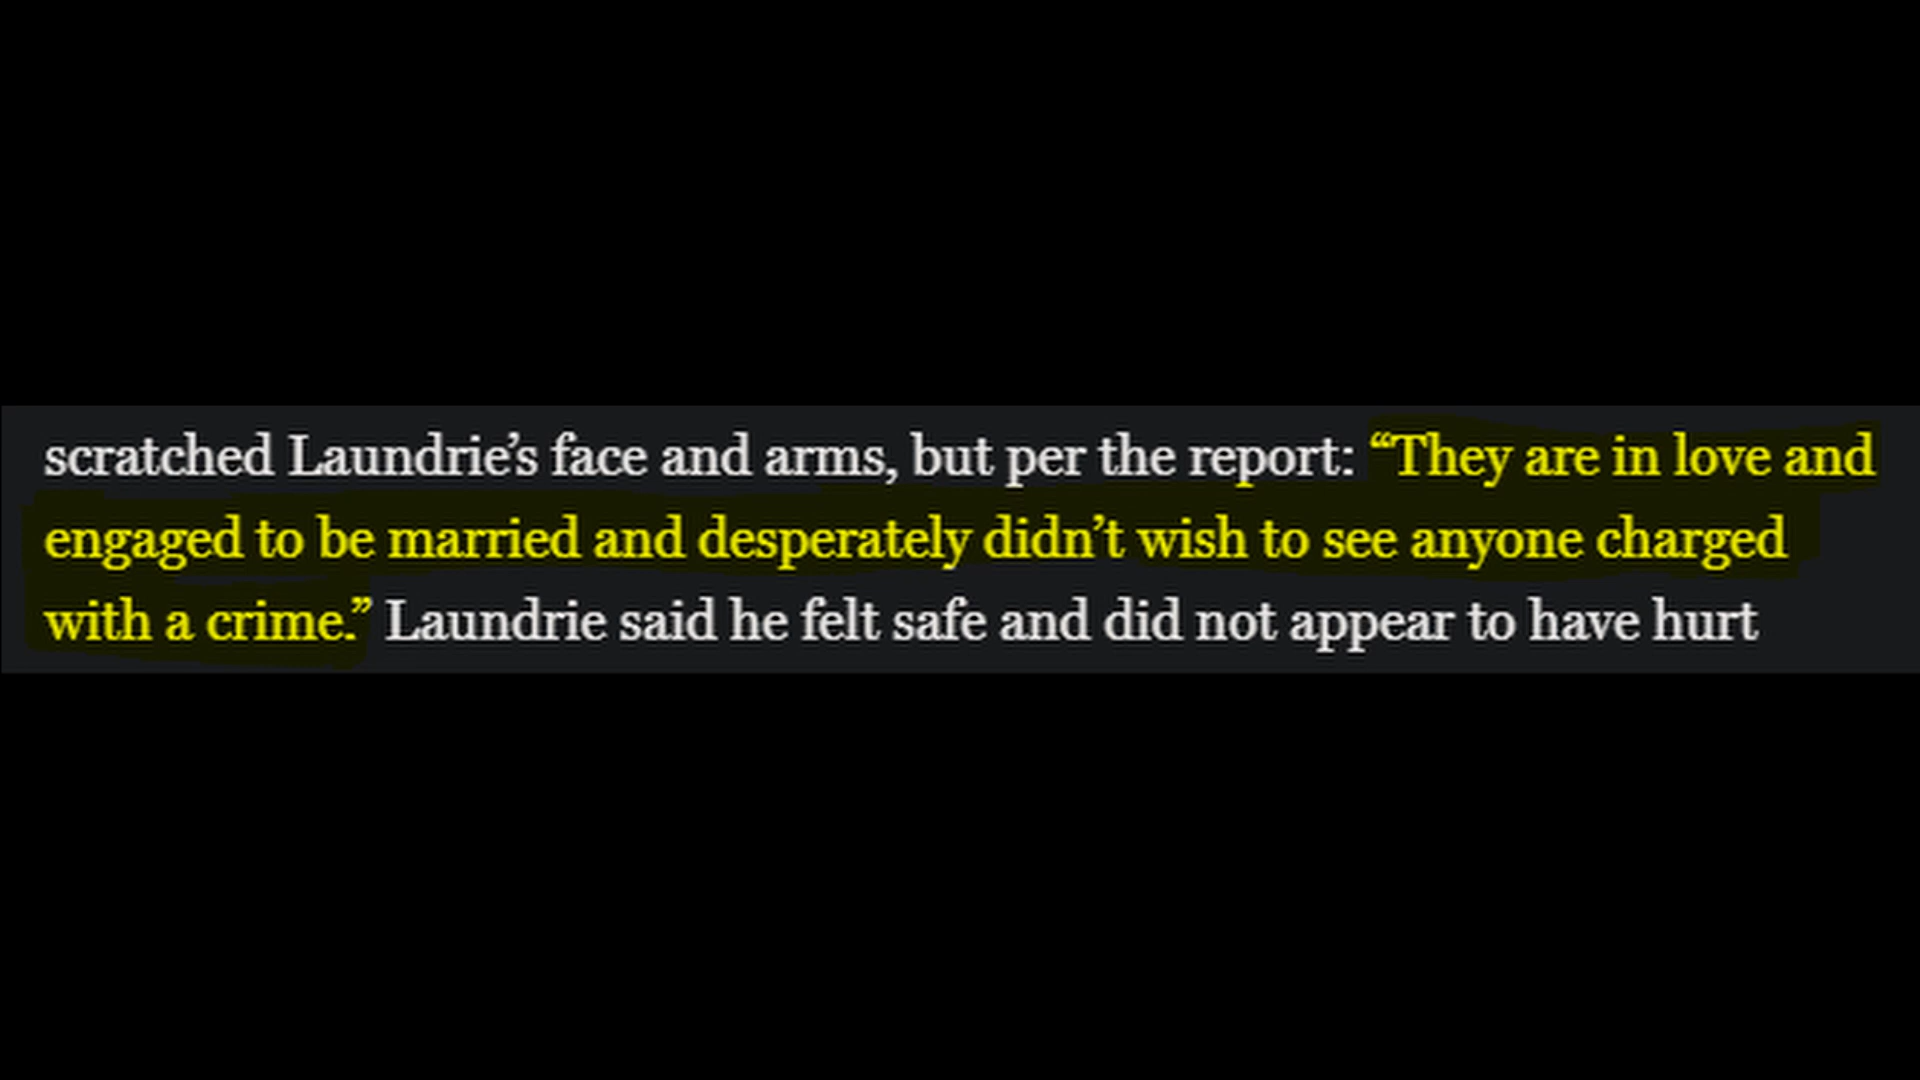 scratched Laundrie’s face and arms, but per the report: “They are in love and
engaged to be married and desperately didn’t wish to see anyone charged
with a crime.” Laundrie said he felt safe and did not appear to have hurt